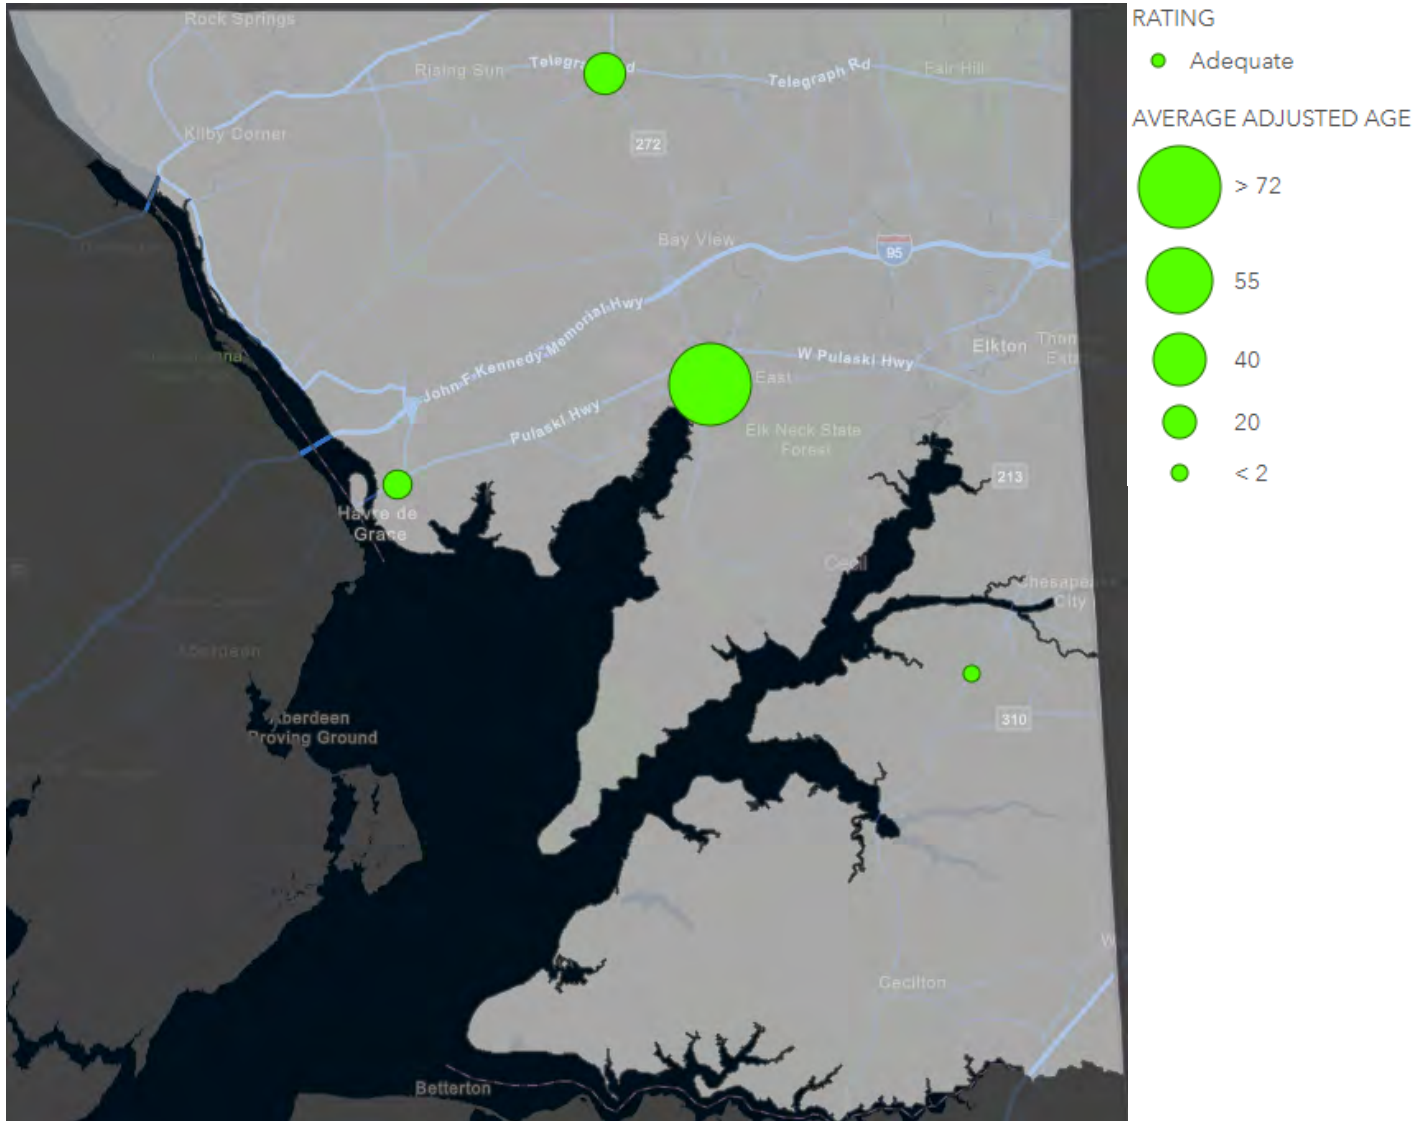 Rock Springs
Rising Sun
Telegra
d
Telegraph Rd
Fair Hill
Kilby Corner
272
Bay View
95
John F Kennedy Memorial Hwy
Elkton
W Pulaski Hwy
East
Pulaski Hwy
Elk Neck State
Forest
213
Havre de
Grace
Cecil
Chesapeake
City
Aberdeen
310
Aberdeen
Proving Ground
Cecilton
W
Betterton
RATING
Adequate
AVERAGE ADJUSTED AGE
> 72
55
40
20
< 2